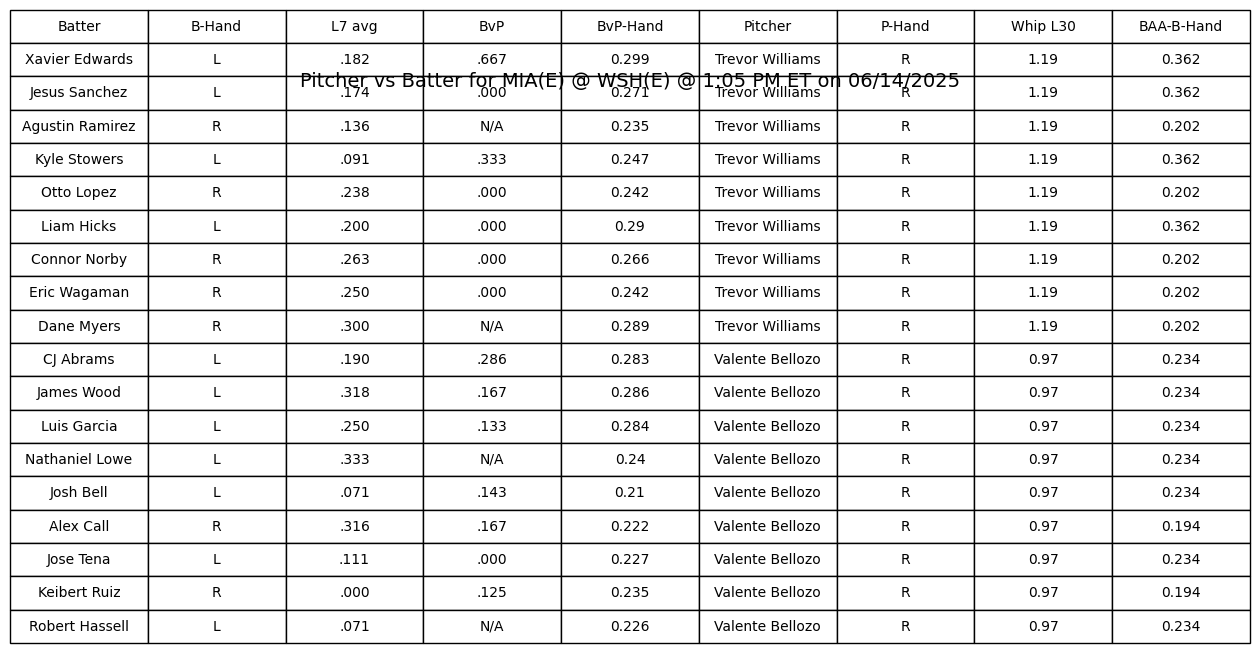 Batter B-Hand L7 avg BvP BvP-Hand Pitcher P-Hand Whip L30 BAA-B-Hand
Xavier Edwards L .182 .667 0.299 Trevor Williams R 1.19 0.362
Pitcher vs Batter for MIA(E) @ WSH(E) @ 1:05 PM ET on 06/14/2025
Jesus Sanchez L .174 .000 0.271 Trevor Williams R 1.19 0.362
Agustin Ramirez R .136 N/A 0.235 Trevor Williams R 1.19 0.202
Kyle Stowers L .091 .333 0.247 Trevor Williams R 1.19 0.362
Otto Lopez R .238 .000 0.242 Trevor Williams R 1.19 0.202
Liam Hicks L .200 .000 0.29 Trevor Williams R 1.19 0.362
Connor Norby R .263 .000 0.266 Trevor Williams R 1.19 0.202
Eric Wagaman R .250 .000 0.242 Trevor Williams R 1.19 0.202
Dane Myers R .300 N/A 0.289 Trevor Williams R 1.19 0.202
CJ Abrams L .190 .286 0.283 Valente Bellozo R 0.97 0.234
James Wood L .318 .167 0.286 Valente Bellozo R 0.97 0.234
Luis Garcia L .250 .133 0.284 Valente Bellozo R 0.97 0.234
Nathaniel Lowe L .333 N/A 0.24 Valente Bellozo R 0.97 0.234
Josh Bell L .071 .143 0.21 Valente Bellozo R 0.97 0.234
Alex Call R .316 .167 0.222 Valente Bellozo R 0.97 0.194
Jose Tena L .111 .000 0.227 Valente Bellozo R 0.97 0.234
Keibert Ruiz R .000 .125 0.235 Valente Bellozo R 0.97 0.194
Robert Hassell L .071 N/A 0.226 Valente Bellozo R 0.97 0.234